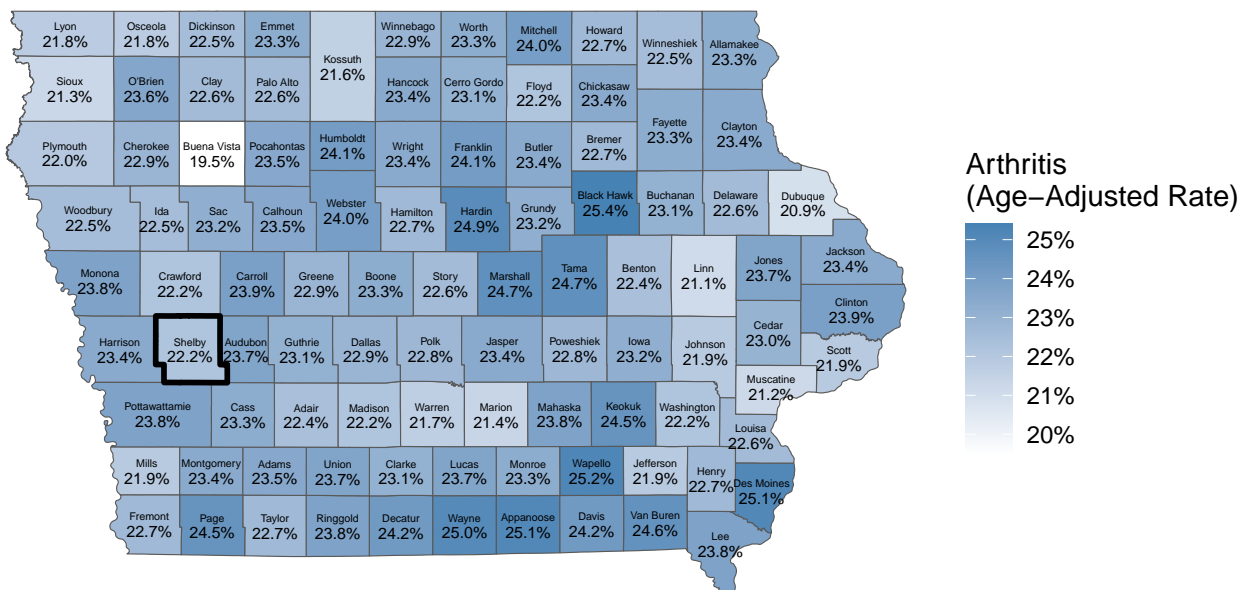 Lyon
21.8%
Osceola
21.8%
Dickinson
22.5%
Emmet
23.3%
Kossuth
21.6%
Winnebago
22.9%
Worth
23.3%
Mitchell
24.0%
Howard
22.7%
Winneshiek
22.5%
Allamakee
23.3%
Sioux
21.3%
O'Brien
23.6%
Clay
22.6%
Palo Alto
22.6%
Hancock
23.4%
Cerro Gordo
23.1%
Floyd
22.2%
Chickasaw
23.4%
Fayette
23.3%
Clayton
23.4%
Plymouth
22.0%
Cherokee
22.9%
Buena Vista
19.5%
Pocahontas
23.5%
Humboldt
24.1%
Wright
23.4%
Franklin
24.1%
Butler
23.4%
Bremer
22.7%
Woodbury
22.5%
Ida
22.5%
Sac
23.2%
Calhoun
23.5%
Webster
24.0%
Hamilton
22.7%
Hardin
24.9%
Grundy
23.2%
Black Hawk
25.4%
Buchanan
23.1%
Delaware
22.6%
Dubuque
20.9%
Monona
23.8%
Crawford
22.2%
Carroll
23.9%
Greene
22.9%
Boone
23.3%
Story
22.6%
Marshall
24.7%
Tama
24.7%
Benton
22.4%
Linn
21.1%
Jones
23.7%
Jackson
23.4%
Clinton
23.9%
Harrison
23.4%
Shelby
22.2%
Audubon
23.7%
Guthrie
23.1%
Dallas
22.9%
Polk
22.8%
Jasper
23.4%
Poweshiek
22.8%
Iowa
23.2%
Johnson
21.9%
Cedar
23.0%
Scott
21.9%
Muscatine
21.2%
Pottawattamie
23.8%
Cass
23.3%
Adair
22.4%
Madison
22.2%
Warren
21.7%
Marion
21.4%
Mahaska
23.8%
Keokuk
24.5%
Washington
22.2%
Louisa
22.6%
Mills
21.9%
Montgomery
23.4%
Adams
23.5%
Union
23.7%
Clarke
23.1%
Lucas
23.7%
Monroe
23.3%
Wapello
25.2%
Jefferson
21.9%
Henry
22.7%
Des Moines
25.1%
Fremont
22.7%
Page
24.5%
Taylor
22.7%
Ringgold
23.8%
Decatur
24.2%
Wayne
25.0%
Appanoose
25.1%
Davis
24.2%
Van Buren
24.6%
Lee
23.8%
Arthritis
(Age−Adjusted Rate)
25%
24%
23%
22%
21%
20%